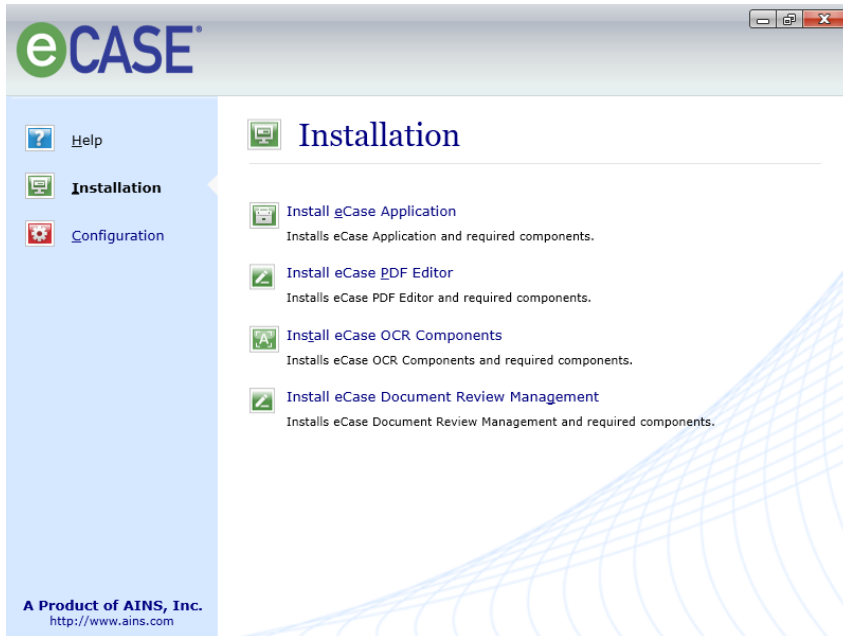 eCASE®
Help
Installation
Configuration
A Product of AINS, Inc.
http://www.ains.com
Installation
Install eCase Application
Installs eCase Application and required components.
Install eCase PDF Editor
Installs eCase PDF Editor and required components.
Install eCase OCR Components
Installs eCase OCR Components and required components.
Install eCase Document Review Management
Installs eCase Document Review Management and required components.